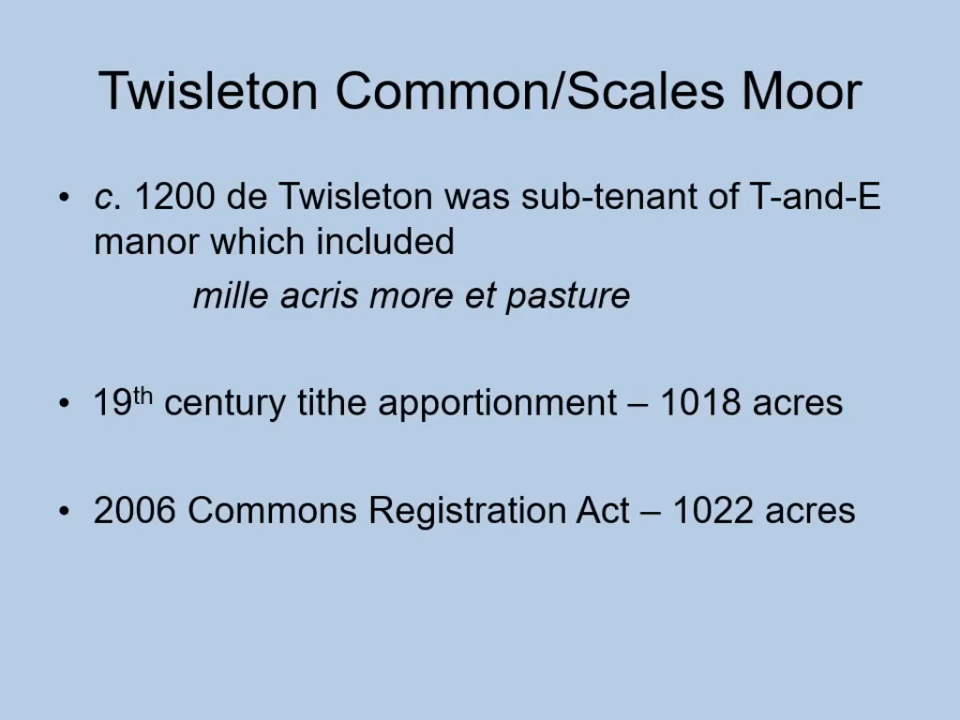 Twisleton Common/Scales Moor
• c. 1200 de Twisleton was sub-tenant of T-and-E
manor which included
mille acris more et pasture
• 19th century tithe apportionment – 1018 acres
• 2006 Commons Registration Act – 1022 acres